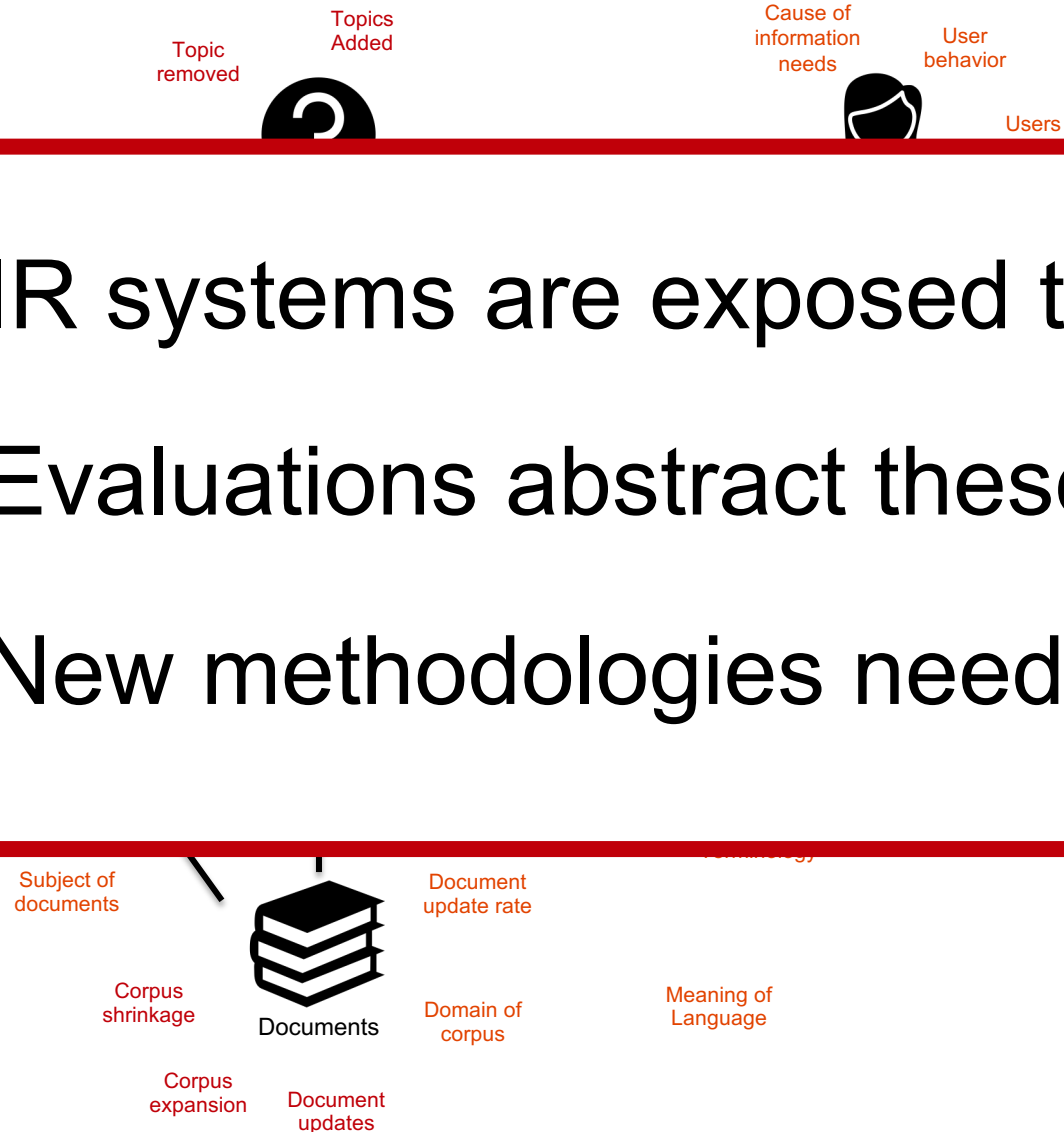 Topics
Added
Topic
removed
?
Cause of
information
needs
User
behavior
Users
IR systems are exposed t
Evaluations abstract these
New methodologies need
Terminology
Subject of
documents
Document
update rate
Corpus
shrinkage
Documents
Domain of
corpus
Meaning of
Language
Corpus
expansion
Document
updates